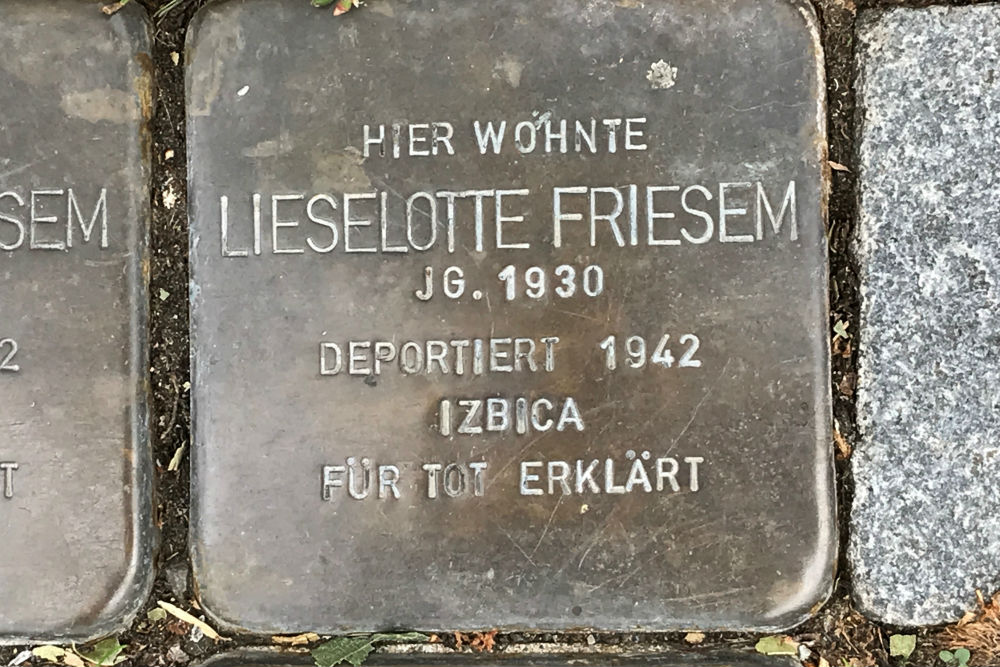 HIER WOHNTE
LIESELOTTE FRIESEM
JG. 1930
DEPORTIERT 1942
IZBICA
FÜR TOT ERKLÄRT